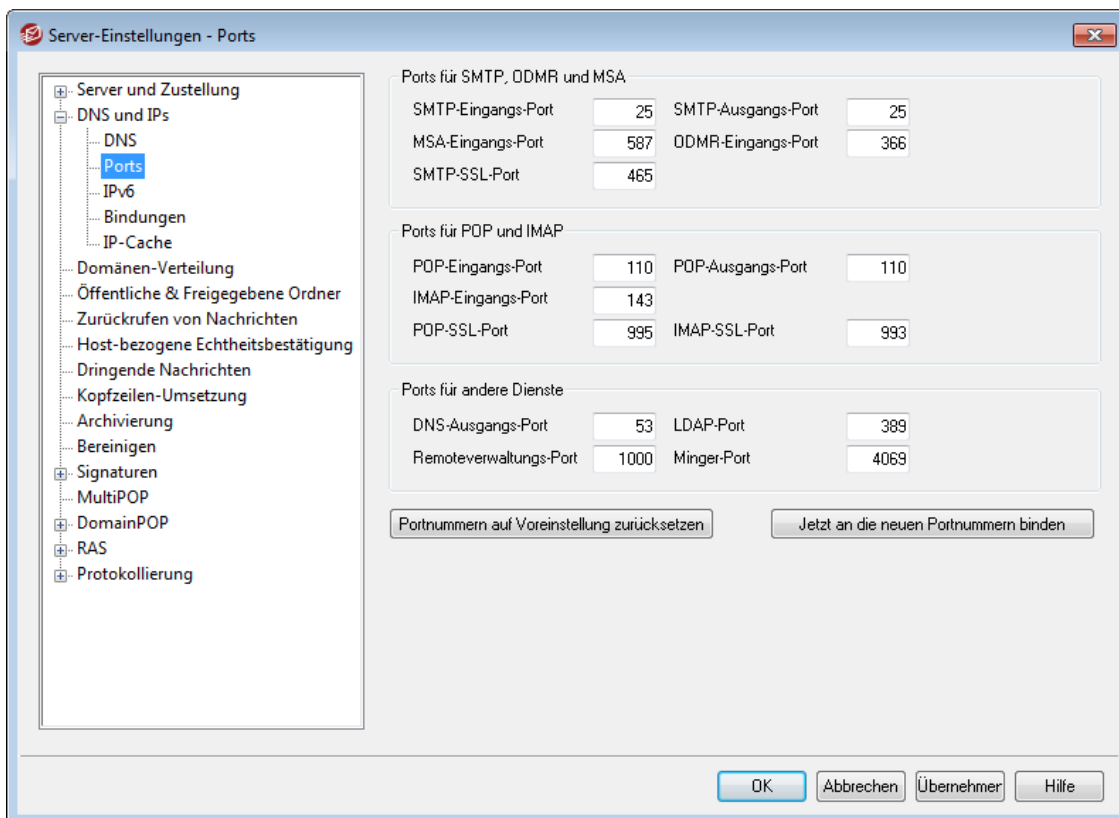 Server-Einstellungen - Ports
Server und Zustellung
DNS und IPs
DNS
Ports
IPv6
Bindungen
IP-Cache
Domänen-Verteilung
Öffentliche & Freigegebene Ordner
Zurückrufen von Nachrichten
Host-bezogene Echtheitsbestätigung
Dringende Nachrichten
Kopfzeilen-Umsetzung
Archivierung
Bereinigen
Signaturen
MultiPOP
DomainPOP
RAS
Protokollierung
Ports für SMTP, ODMR und MSA
SMTP-Eingangs-Port 25 SMTP-Ausgangs-Port 25
MSA-Eingangs-Port 587 ODMR-Eingangs-Port 366
SMTP-SSL-Port 465
Ports für POP und IMAP
POP-Eingangs-Port 110 POP-Ausgangs-Port 110
IMAP-Eingangs-Port 143
POP-SSL-Port 995 IMAP-SSL-Port 993
Ports für andere Dienste
DNS-Ausgangs-Port 53 LDAP-Port 389
Remoteverwaltungs-Port 1000 Minger-Port 4069
Portnummern auf Voreinstellung zurücksetzen Jetzt an die neuen Portnummern binden
OK Abbrechen Übernehmer Hilfe